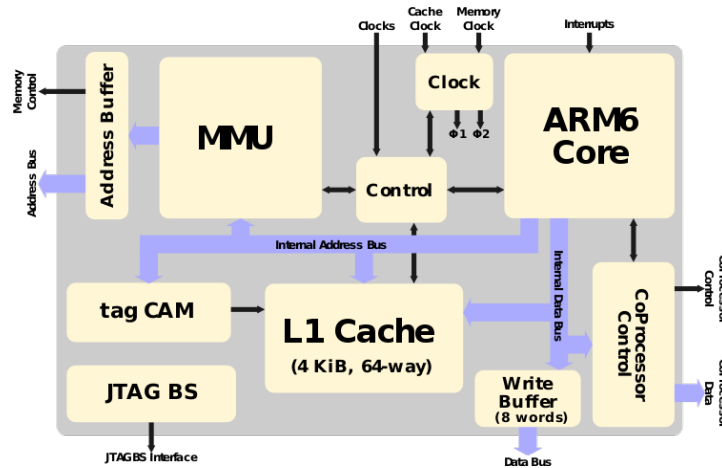 Clocks
Cache
Clock
Memory
Clock
Interrupts
Memory
Control
Address Bus
Address Buffer
MMU
Clock
Φ1
Φ2
ARM6
Core
Control
Internal Address Bus
Internal Data Bus
tag CAM
L1 Cache
(4 KiB, 64-way)
CoProcessor
Control
Control
Data
JTAG BS
Write
Buffer
(8 words)
JTAGBS Interface
Data Bus